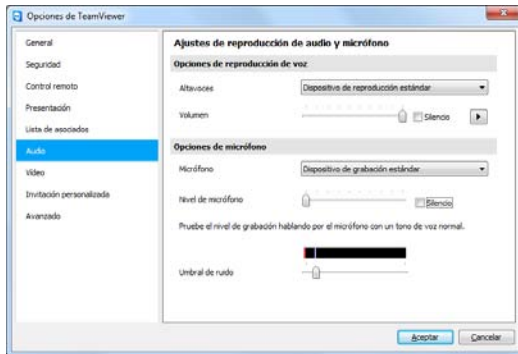 Opciones de TeamViewer
General
Seguridad
Control remoto
Presentación
Lista de asociados
Audio
Vídeo
Invitación personalizada
Avanzado
Ajustes de reproducción de audio y micrófono
Opciones de reproducción de voz
Altavoces
Dispositivo de reproducción estándar
Volumen
Silencio
Opciones de micrófono
Micrófono
Dispositivo de grabación estándar
Nivel de micrófono
Silencio
Pruebe el nivel de grabación hablando por el micrófono con un tono de voz normal.
Umbral de ruido
Aceptar
Cancelar